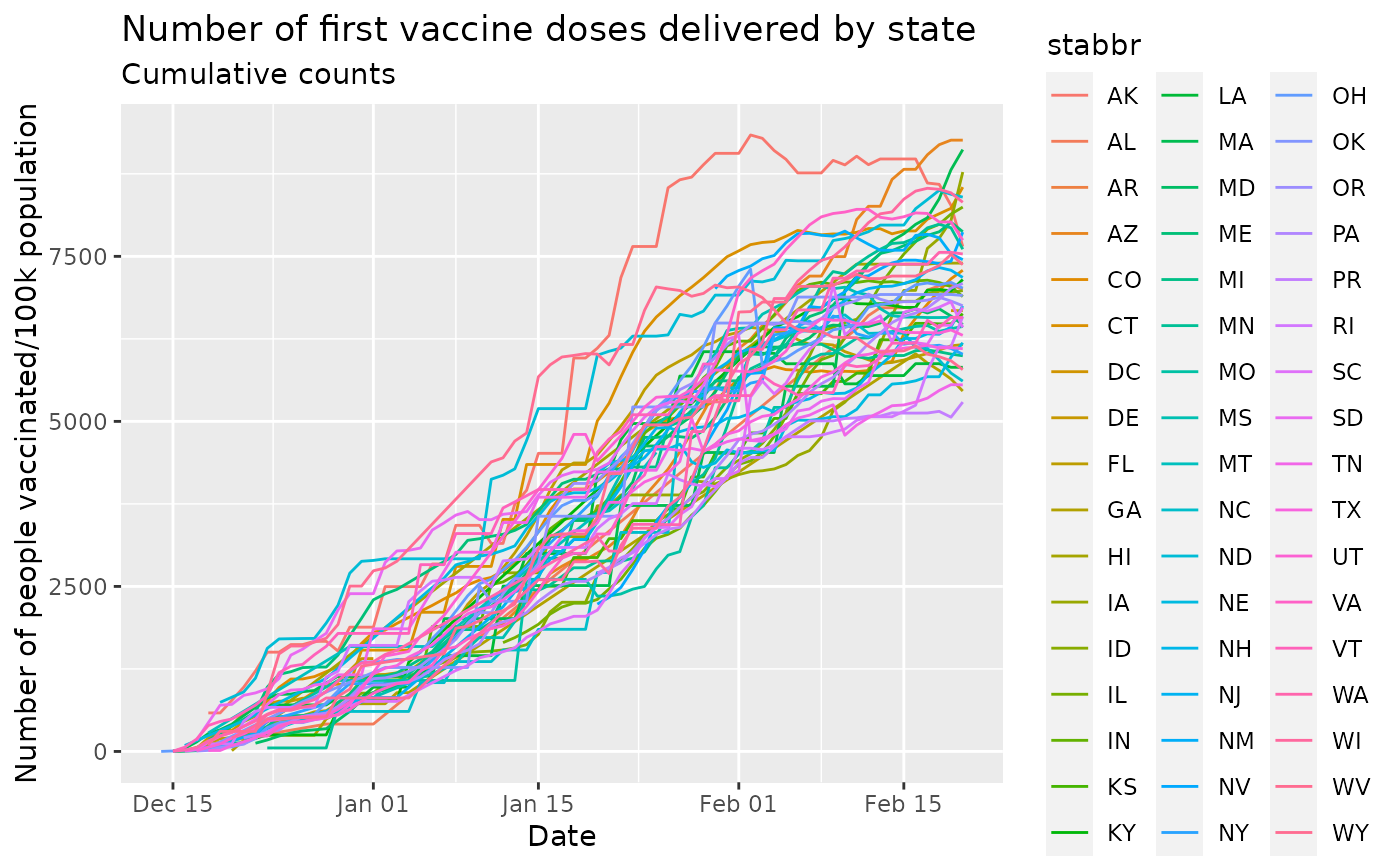 Number of first vaccine doses delivered by state
Cumulative counts
Number of people vaccinated/100k population
7500
5000
2500
0
Dec 15
Jan 01
Jan 15
Feb 01
Feb 15
Date
stabbr
AK
AL
AR
AZ
CO
CT
DC
DE
FL
GA
HI
IA
ID
IL
IN
KS
KY
LA
MA
MD
ME
MI
MN
MO
MS
MT
NC
ND
NE
NH
NJ
NM
NV
NY
OH
OK
OR
PA
PR
RI
SC
SD
TN
TX
UT
VA
VT
WA
WI
WV
WY